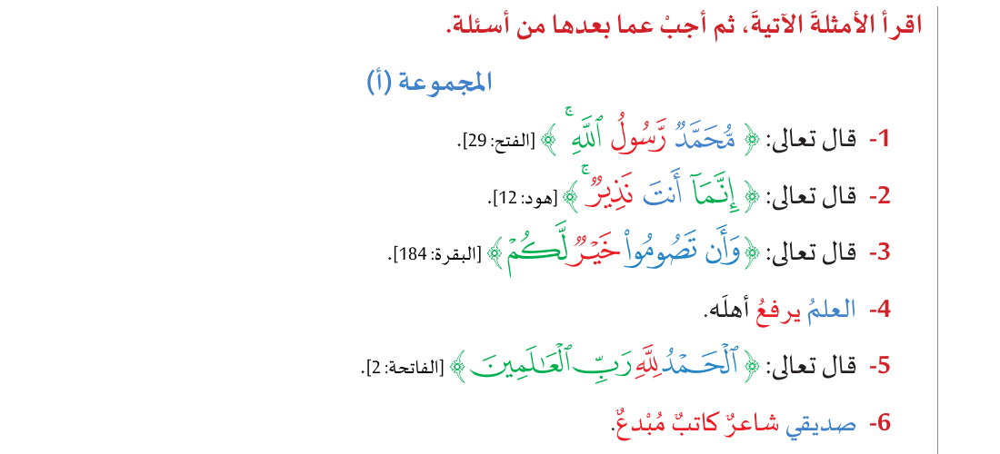 اقرأ الأمثلةَ الآتيةَ، ثم أجبْ عما بعدها من أسئلة.
المجموعة (أ)
1- قال تعالى: ﴿ مُّحَمَّدٌ رَّسُولُ ٱللَّهِۚ ﴾ [الفتح: 29].
2- قال تعالى: ﴿ إِنَّمَآ أَنتَ نَذِيرٌۚ ﴾ [هود: 12].
3- قال تعالى: ﴿وَأَن تَصُومُوا۟ خَيْرٌ لَّكُمْ﴾ [البقرة: 184].
4- العلمُ يرفعُ أهلَه.
5- قال تعالى: ﴿ ٱلْحَمْدُ لِلَّهِ رَبِّ ٱلْعَـٰلَمِينَ ﴾ [الفاتحة: 2].
6- صديقي شاعرٌ كاتبٌ مُبْدعٌ.